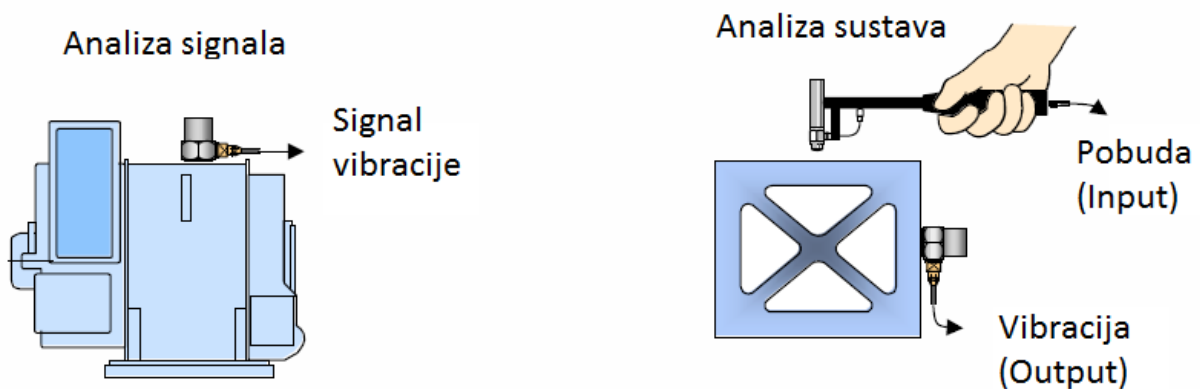 Analiza signala
Signal
vibracije
Analiza sustava
Pobuda
(Input)
Vibracija
(Output)